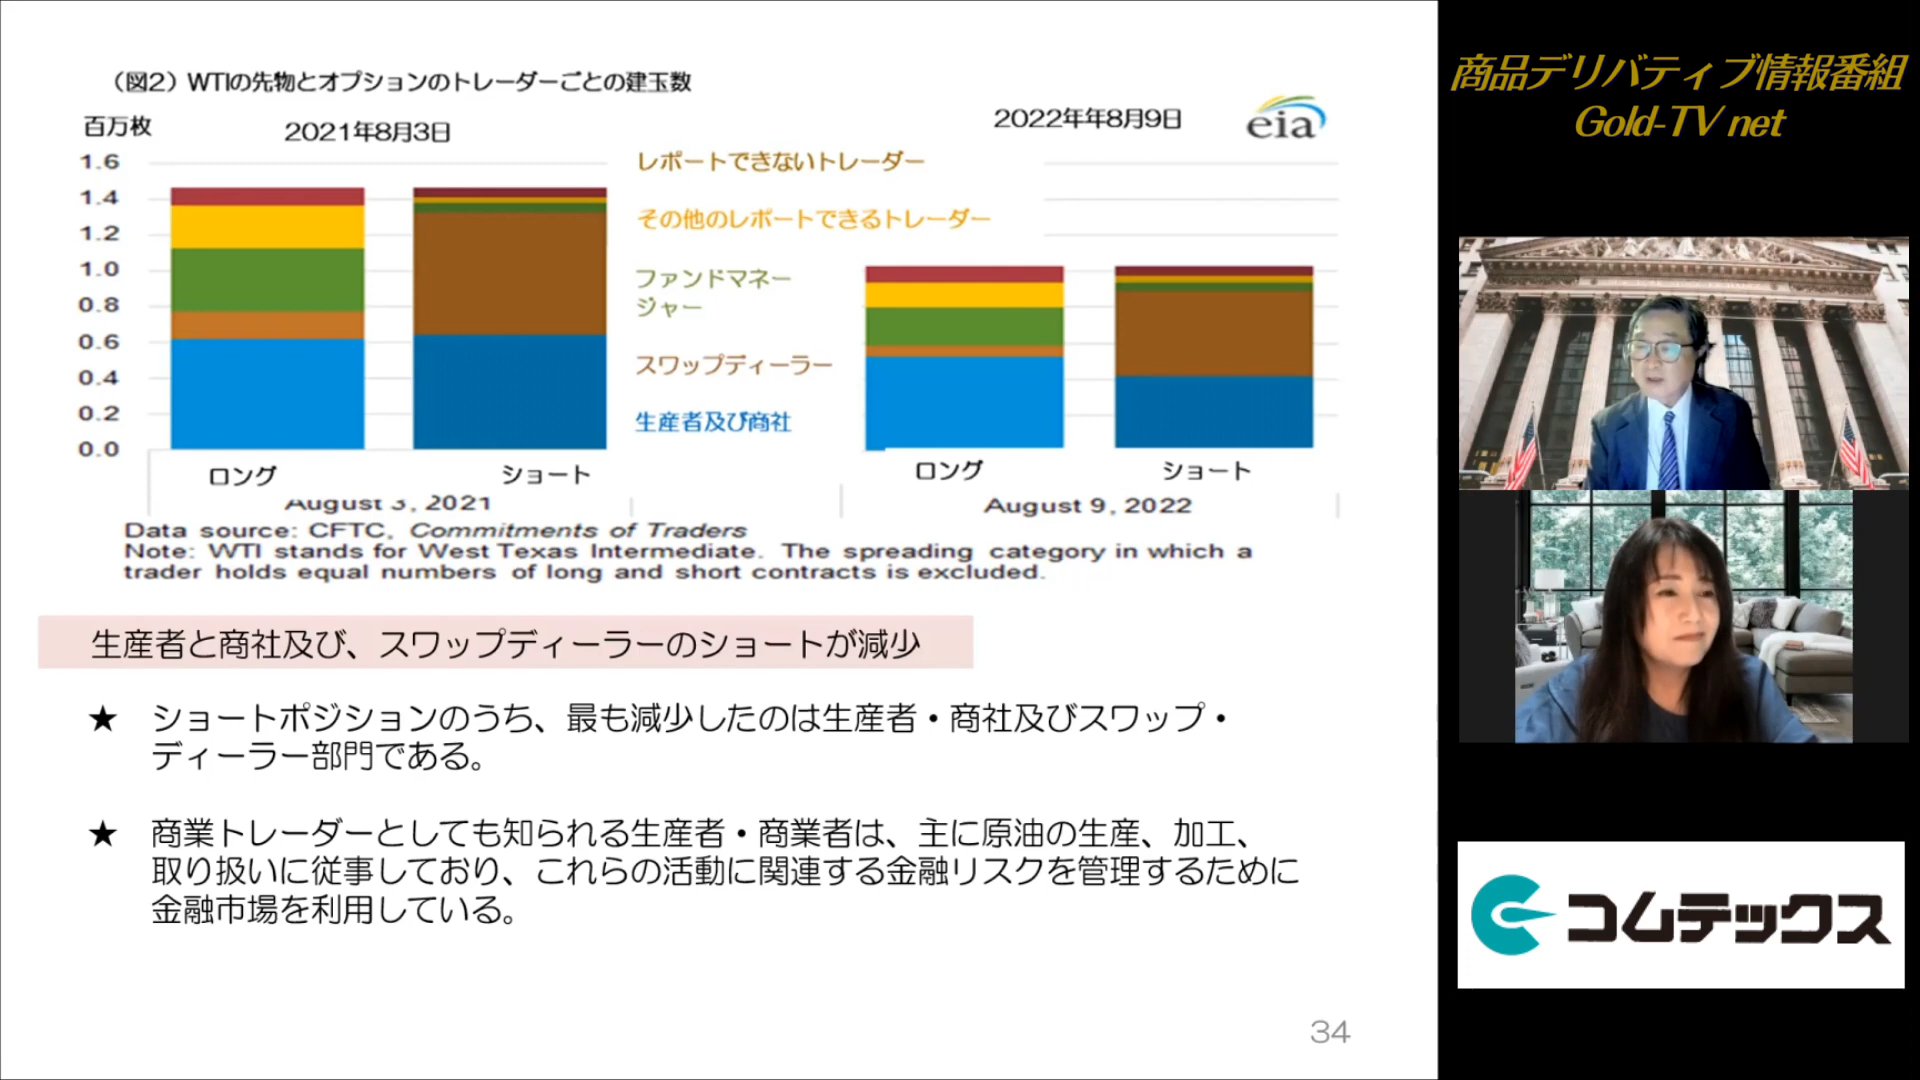 （図2）WTIの先物とオプションのトレーダーごとの建玉数
百万枚
2021年8月3日
2022年年8月9日
eia
1.6
1.4
1.2
1.0
0.8
0.6
0.4
0.2
0.0
レポートできないトレーダー
その他のレポートできるトレーダー
ファンドマネー
ジャー
スワップディーラー
生産者及び商社
ロング
ショート
ロング
ショート
August 3, 2021
August 9, 2022
Data source: CFTC, Commitments of Traders
Note: WTI stands for West Texas Intermediate. The spreading category in which a
trader holds equal numbers of long and short contracts is excluded.
生産者と商社及び、スワップディーラーのショートが減少
★ ショートポジションのうち、最も減少したのは生産者・商社及びスワップ・
ディーラー部門である。
★ 商業トレーダーとしても知られる生産者・商業者は、主に原油の生産、加工、
取り扱いに従事しており、これらの活動に関連する金融リスクを管理するために
金融市場を利用している。
34
商品デリバティブ情報番組
Gold-TV net
コムテックス